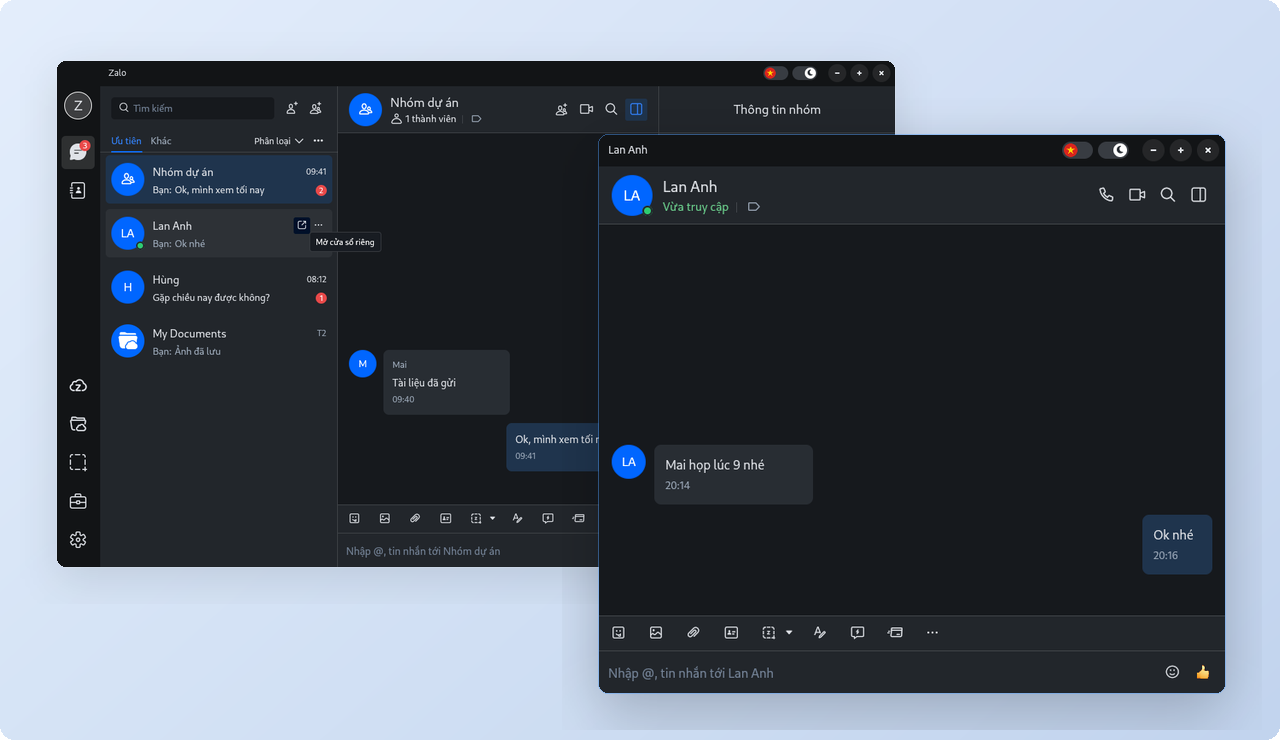 Zalo
Z
3
Tìm kiếm
Ưu tiên
Khác
Phân loại
Nhóm dự án
09:41
Bạn: Ok, mình xem tối nay
2
LA
Lan Anh
Bạn: Ok nhé
Mở cửa sổ riêng
H
Hùng
08:12
Gặp chiều nay được không?
1
My Documents
T2
Bạn: Ảnh đã lưu
Nhóm dự án
1 thành viên
Thông tin nhóm
M
Mai
Tài liệu đã gửi
09:40
Ok, mình xem tối
09:41
Nhập @, tin nhắn tới Nhóm dự án
Lan Anh
LA
Lan Anh
Vừa truy cập
LA
Mai họp lúc 9 nhé
20:14
Ok nhé
20:16
Nhập @, tin nhắn tới Lan Anh